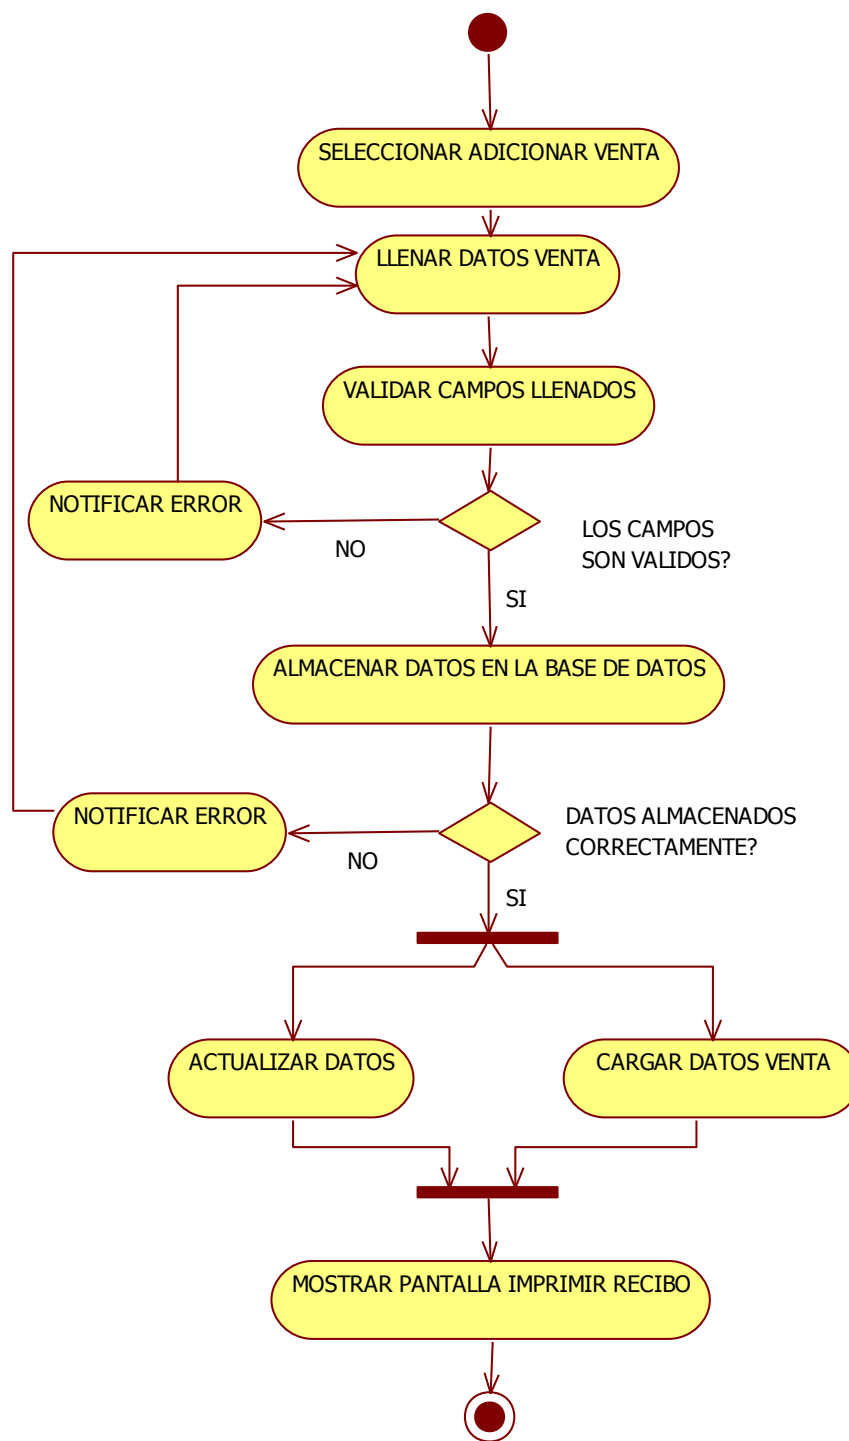 SELECCIONAR ADICIONAR VENTA
LLENAR DATOS VENTA
VALIDAR CAMPOS LLENADOS
NOTIFICAR ERROR
NO
LOS CAMPOS
SON VALIDOS?
SI
ALMACENAR DATOS EN LA BASE DE DATOS
NOTIFICAR ERROR
NO
DATOS ALMACENADOS
CORRECTAMENTE?
SI
ACTUALIZAR DATOS
CARGAR DATOS VENTA
MOSTRAR PANTALLA IMPRIMIR RECIBO